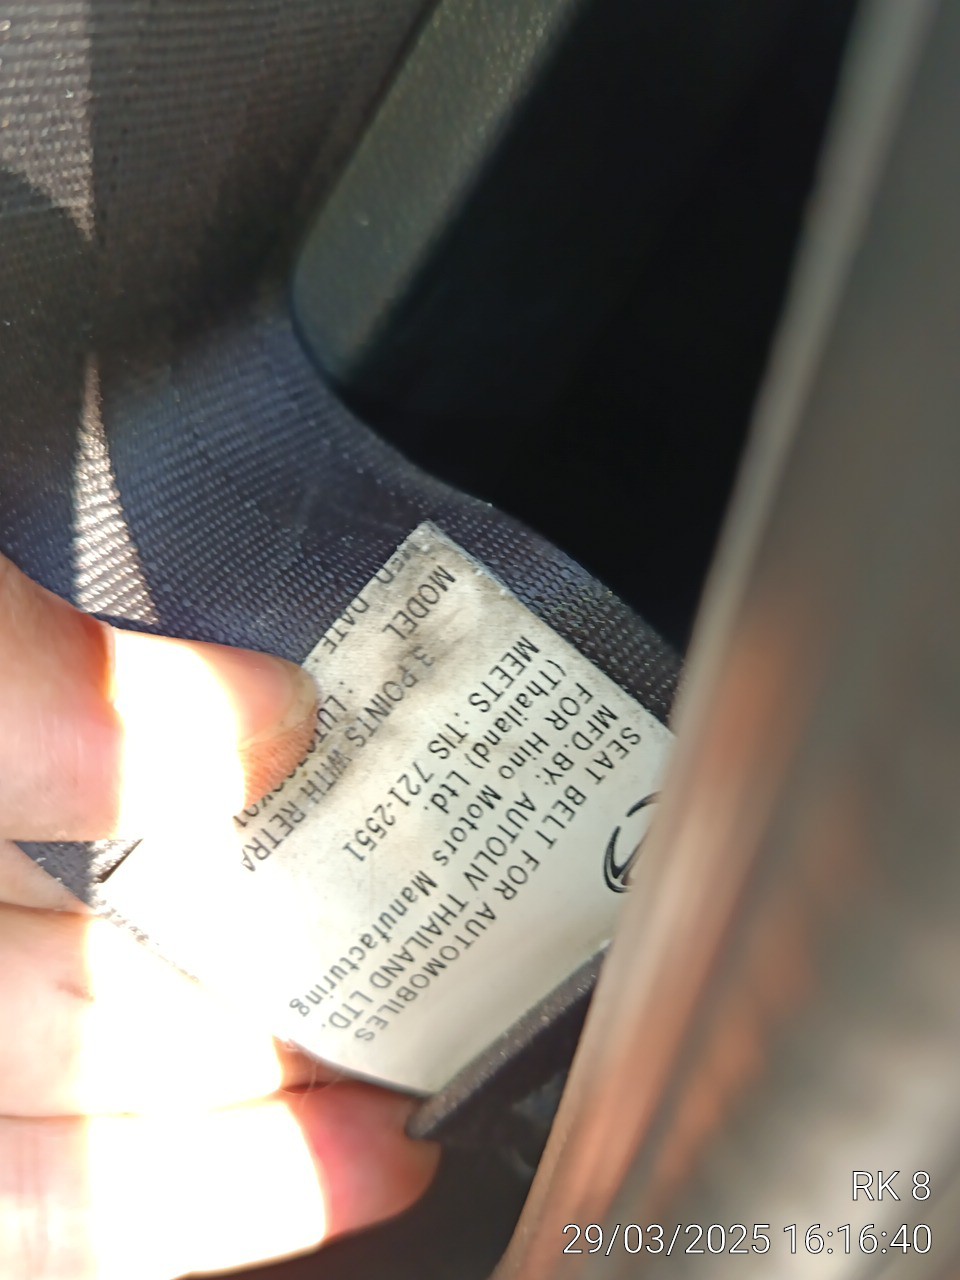 SEAT BELT FOR AUTOMOBILES
MFD.BY: AUTOLIV THAILAND LTD.
FOR Hino Motors Manufacturing
(Thailand) Ltd.
MEETS :TIS 721-2551
MODEL 3-POINTS WITH RETRA
DATE :
RK 8
29/03/2025 16:16:40